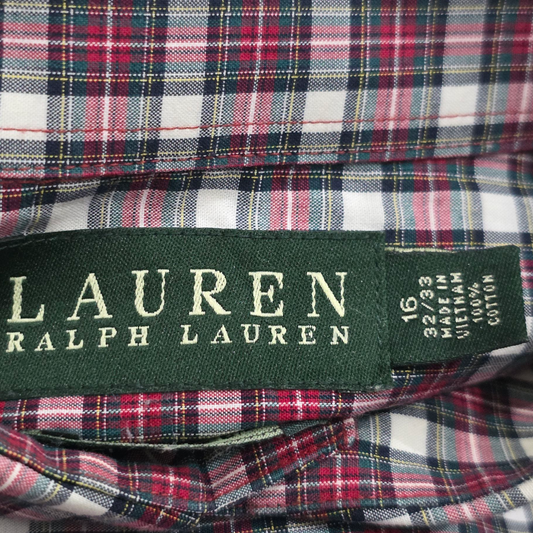 LAUREN
RALPH LAUREN
16
32/33
MADE IN
VIETNAM
100%
COTTON